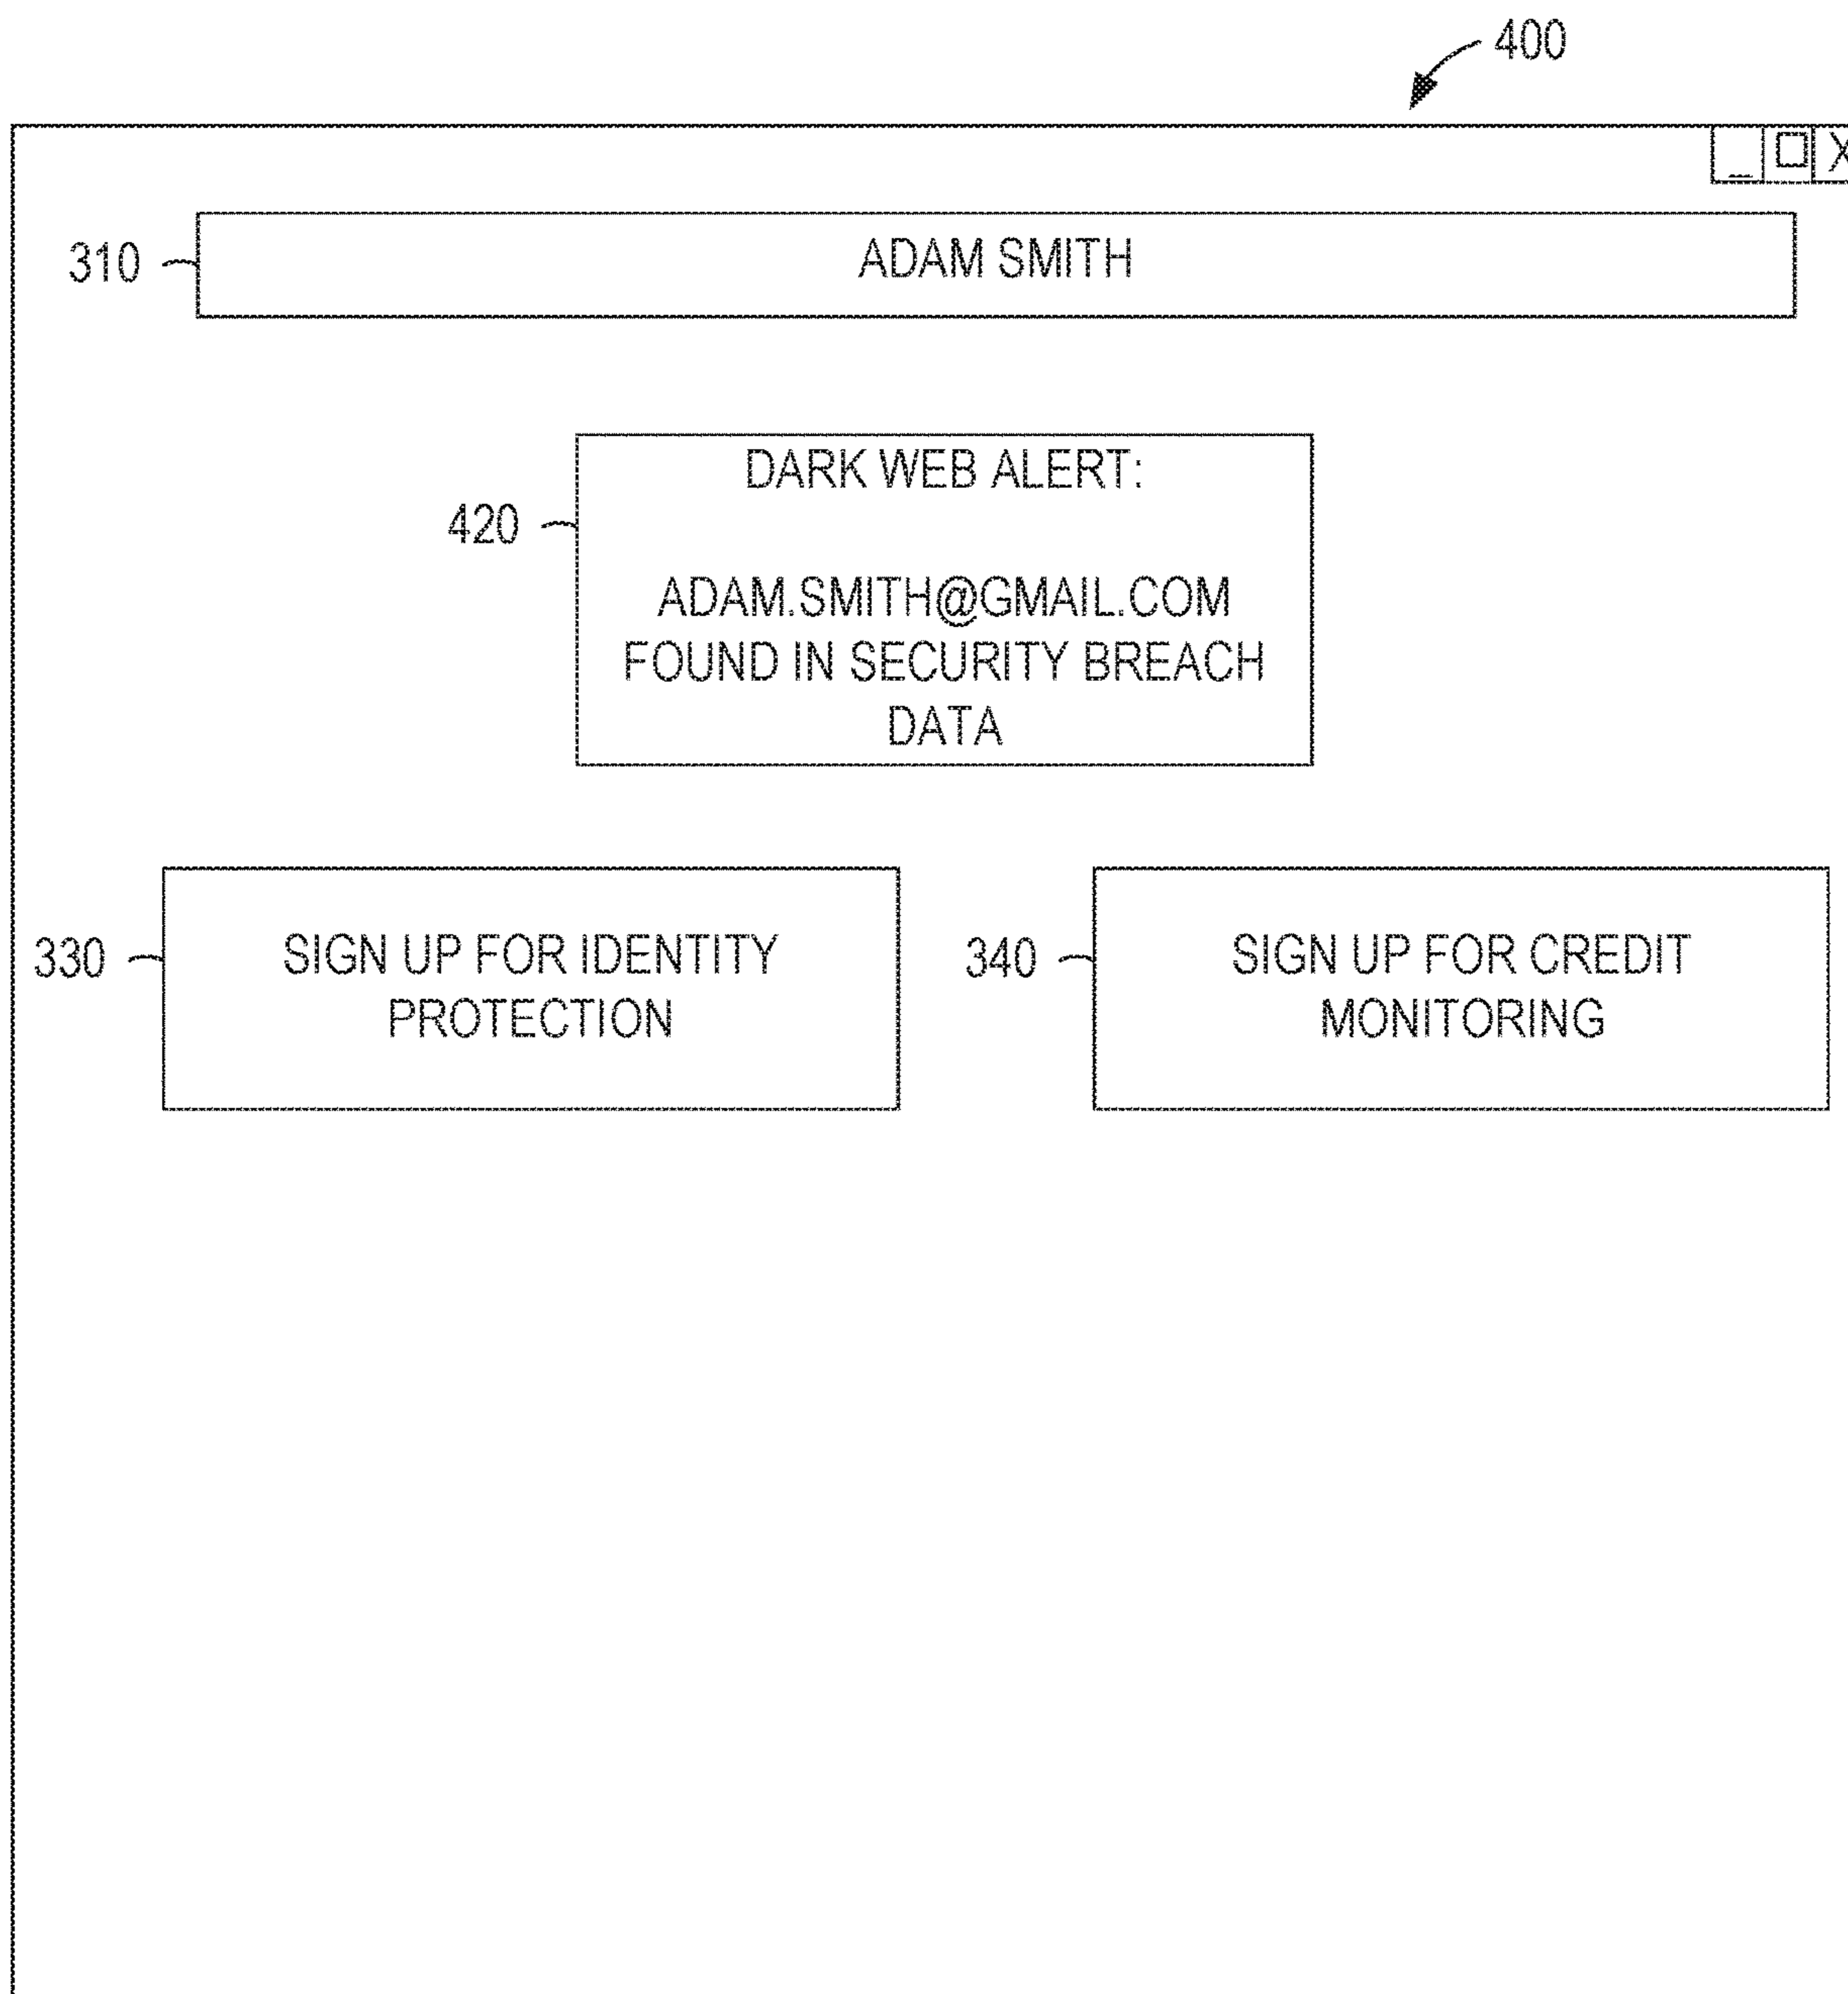 400
_ □ X
310 ADAM SMITH
DARK WEB ALERT:
420
ADAM.SMITH@GMAIL.COM
FOUND IN SECURITY BREACH
DATA
330 SIGN UP FOR IDENTITY
PROTECTION
340 SIGN UP FOR CREDIT
MONITORING